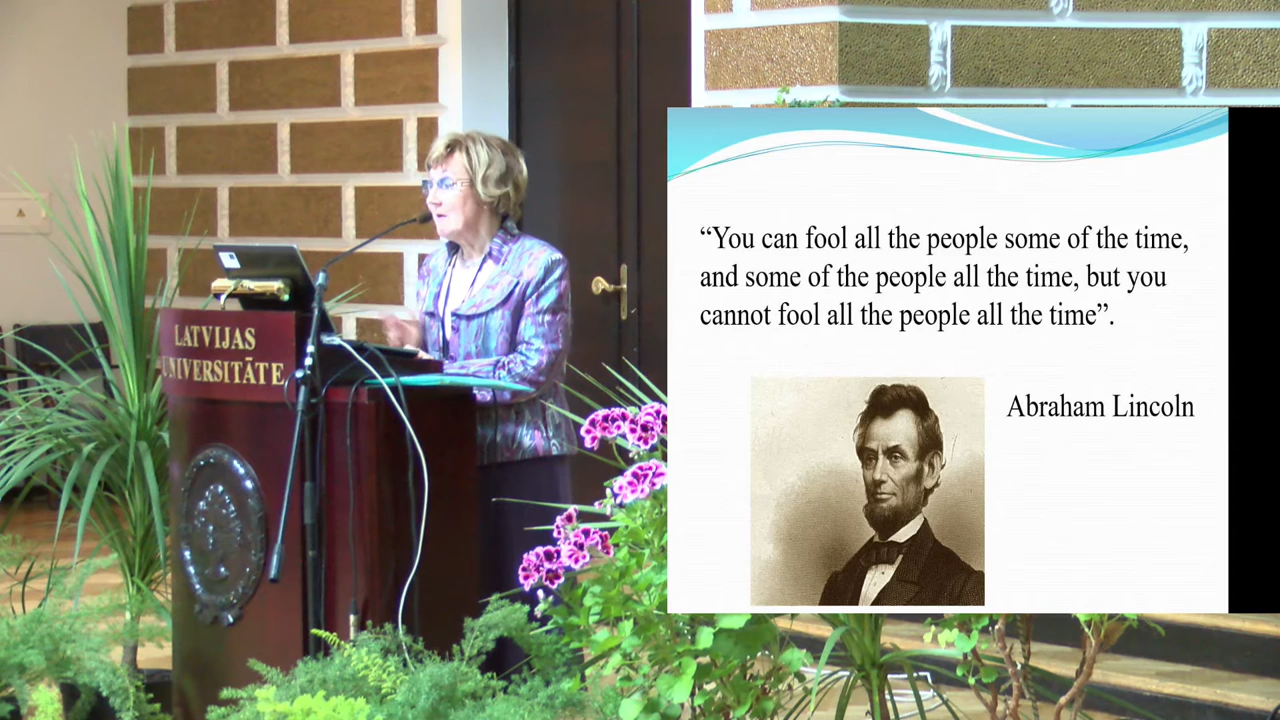 LATVIJAS
UNIVERSITĀTE
“You can fool all the people some of the time,
and some of the people all the time, but you
cannot fool all the people all the time”.
Abraham Lincoln